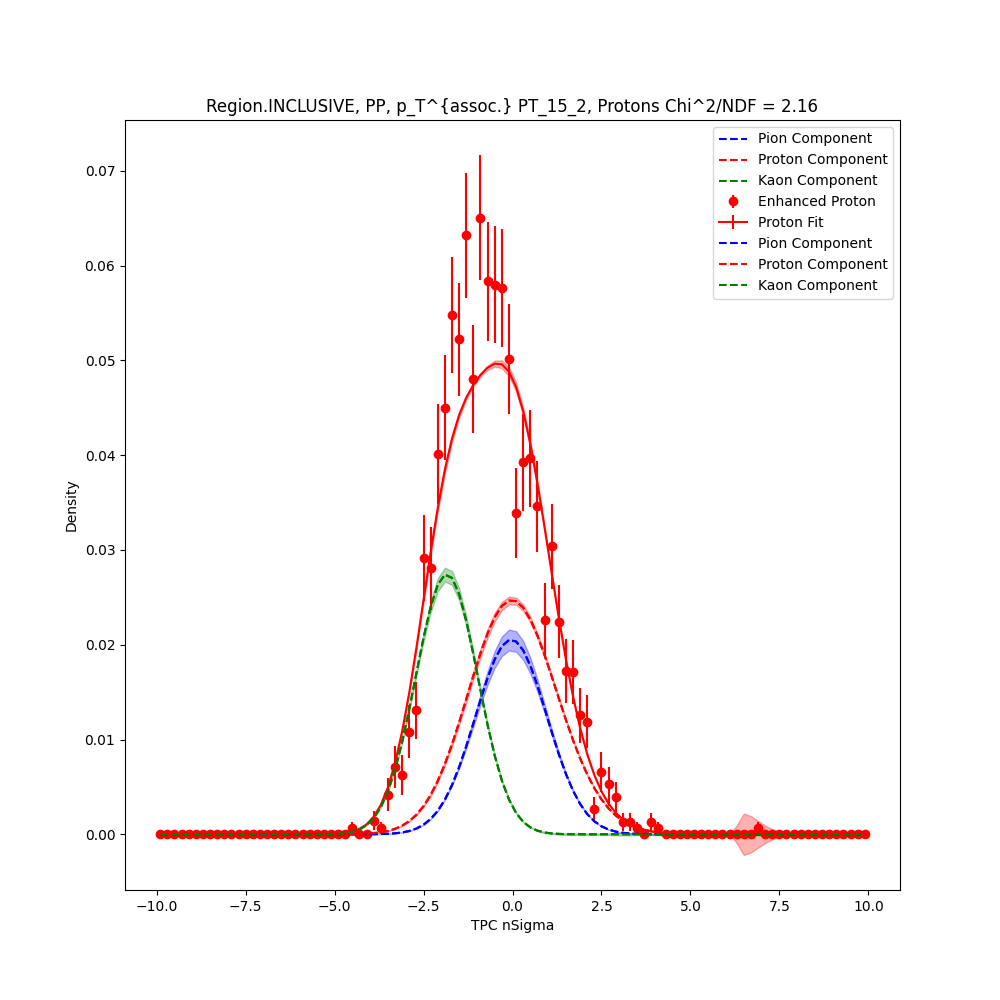 Region.INCLUSIVE, PP, p_T^{assoc.} PT_15_2, Protons Chi^2/NDF = 2.16
Pion Component
Proton Component
Kaon Component
Enhanced Proton
Proton Fit
Pion Component
Proton Component
Kaon Component
0.07
0.06
0.05
0.04
0.03
0.02
0.01
0.00
Density
−10.0 −7.5 −5.0 −2.5 0.0 2.5 5.0 7.5 10.0
TPC nSigma